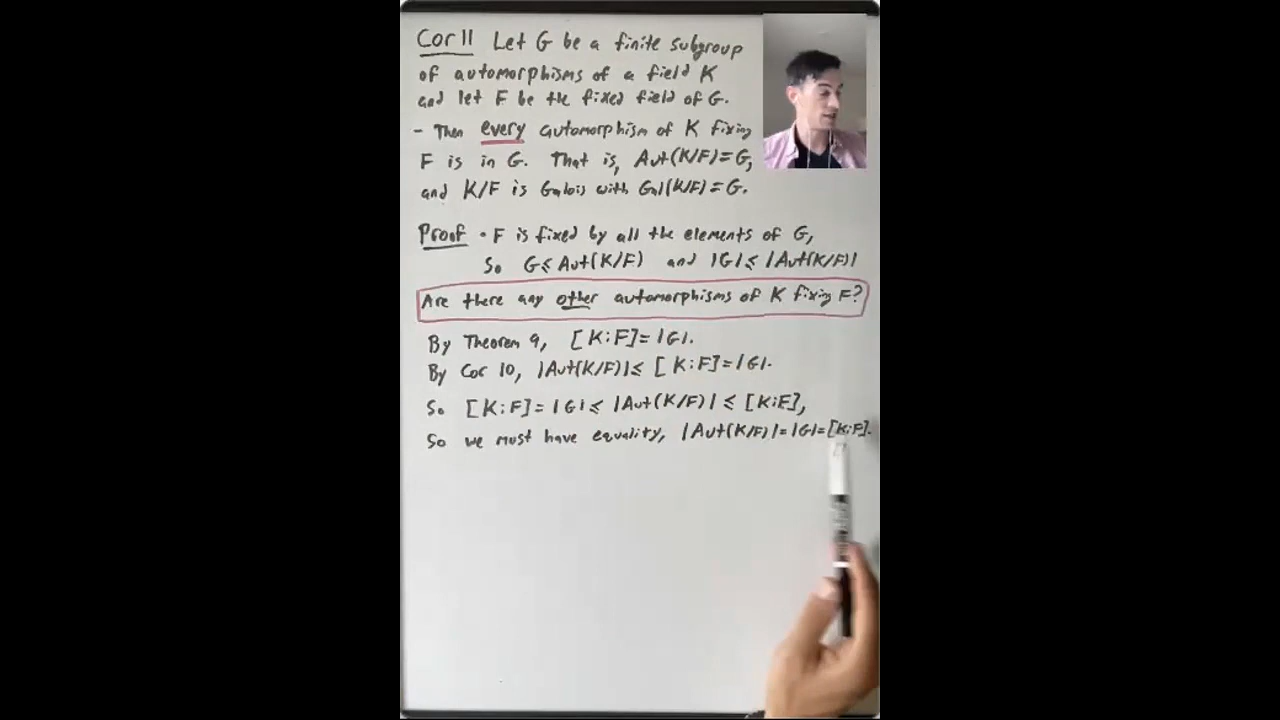 Cor 11 Let G be a finite subgroup
of automorphisms of a field K
and let F be the fixed field of G.
- Then every automorphism of K fixing
F is in G. That is, Aut(K/F)=G,
and K/F is Galois with Gal(K/F)=G.
Proof • F is fixed by all the elements of G,
So G ≤ Aut(K/F) and |G| ≤ |Aut(K/F)|
Are there any other automorphisms of K fixing F?
By Theorem 9, [K:F]=|G|.
By Cor 10, |Aut(K/F)| ≤ [K:F]=|G|.
So [K:F]=|G| ≤ |Aut(K/F)| ≤ [K:F],
So we must have equality, |Aut(K/F)|=|G|=[K:F].